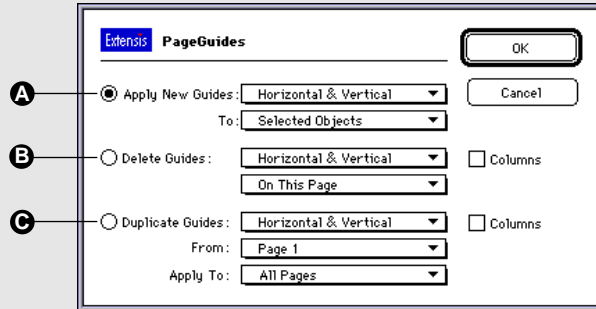 Extensis PageGuides
OK
A Apply New Guides: Horizontal & Vertical Cancel
To: Selected Objects
B Delete Guides: Horizontal & Vertical Columns
On This Page
C Duplicate Guides: Horizontal & Vertical Columns
From: Page 1
Apply To: All Pages